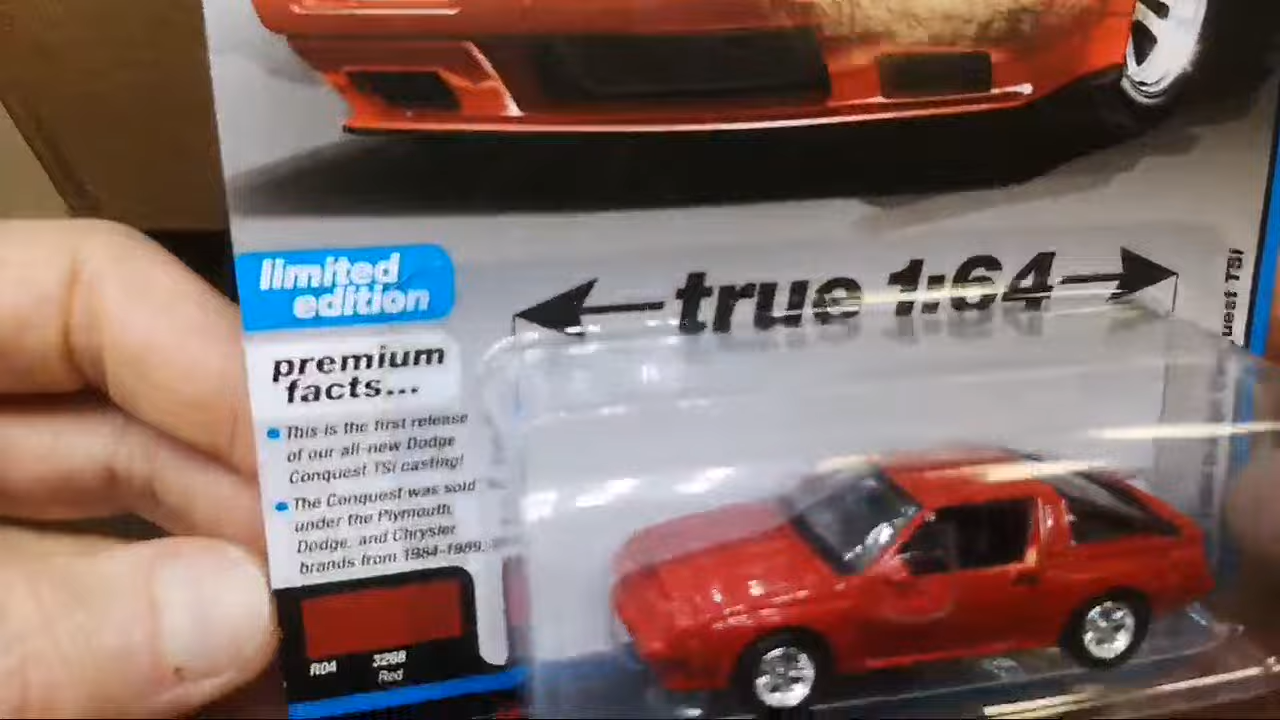 limited
edition
true 1:64
premium
facts...
This is the first release
of our all-new Dodge
Conquest TSi casting!
The Conquest was sold
under the Plymouth,
Dodge, and Chrysler
brands from 1984-1989.
R04
3268
Red
TSi